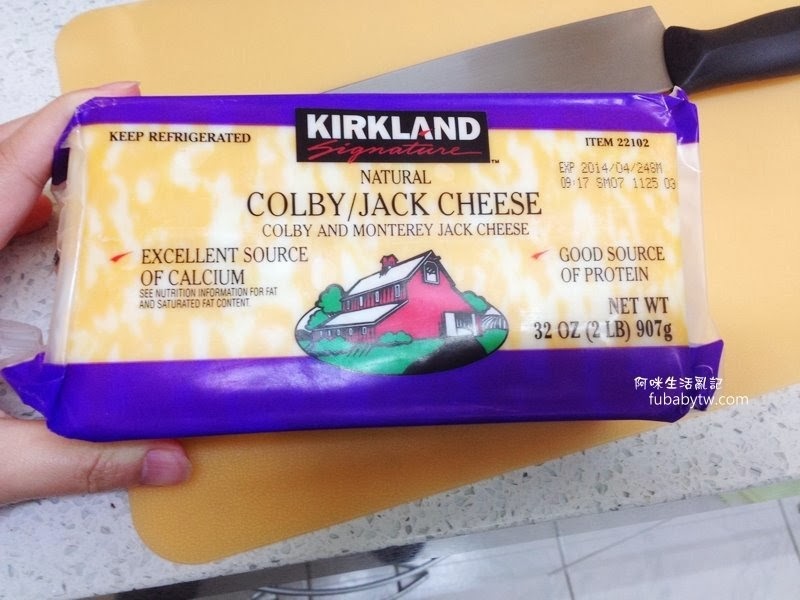 KEEP REFRIGERATED
KIRKLAND
Signature™
ITEM 22102
EXP 2014/04/24SM
09:17 SM07 1125 03
NATURAL
COLBY/JACK CHEESE
COLBY AND MONTEREY JACK CHEESE
EXCELLENT SOURCE
OF CALCIUM
SEE NUTRITION INFORMATION FOR FAT
AND SATURATED FAT CONTENT.
GOOD SOURCE
OF PROTEIN
NET WT
32 OZ (2 LB) 907g
阿咪生活亂記
fubabytw.com